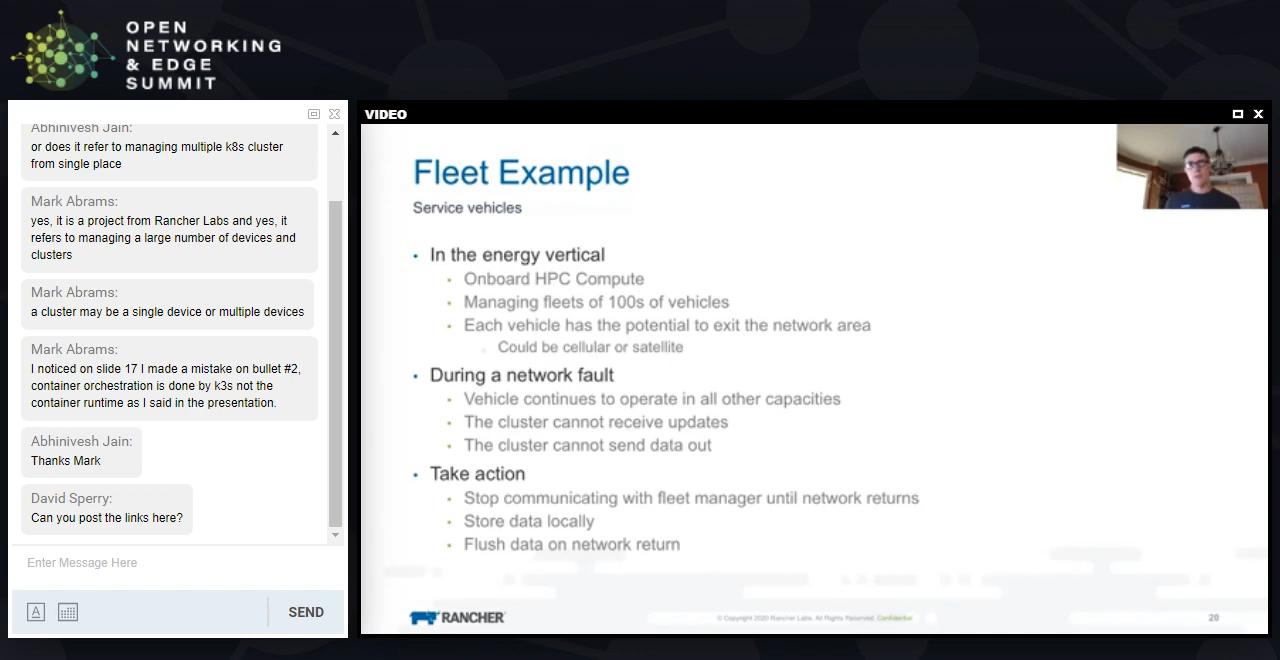 OPEN
NETWORKING
& EDGE
SUMMIT
Abhinivesh Jain:
or does it refer to managing multiple k8s cluster
from single place
Mark Abrams:
yes, it is a project from Rancher Labs and yes, it
refers to managing a large number of devices and
clusters
Mark Abrams:
a cluster may be a single device or multiple devices
Mark Abrams:
I noticed on slide 17 I made a mistake on bullet #2,
container orchestration is done by k3s not the
container runtime as I said in the presentation.
Abhinivesh Jain:
Thanks Mark
David Sperry:
Can you post the links here?
Enter Message Here
A
SEND
VIDEO
Fleet Example
Service vehicles
• In the energy vertical
• Onboard HPC Compute
• Managing fleets of 100s of vehicles
• Each vehicle has the potential to exit the network area
• Could be cellular or satellite
• During a network fault
• Vehicle continues to operate in all other capacities
• The cluster cannot receive updates
• The cluster cannot send data out
• Take action
• Stop communicating with fleet manager until network returns
• Store data locally
• Flush data on network return
RANCHER
© Copyright 2020 Rancher Labs. All Rights Reserved. Confidential
20